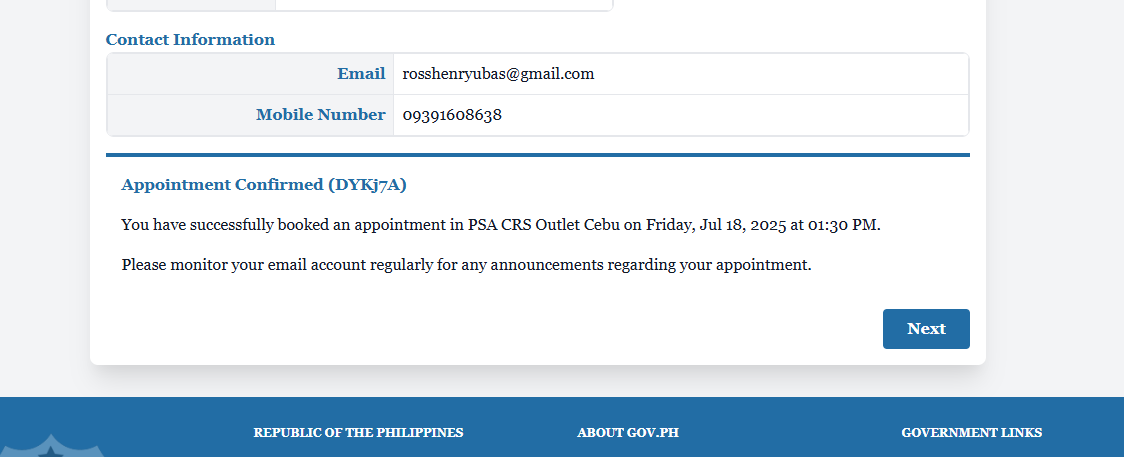 Contact Information
Email rosshenryubas@gmail.com
Mobile Number 09391608638
Appointment Confirmed (DYKj7A)
You have successfully booked an appointment in PSA CRS Outlet Cebu on Friday, Jul 18, 2025 at 01:30 PM.
Please monitor your email account regularly for any announcements regarding your appointment.
Next
REPUBLIC OF THE PHILIPPINES ABOUT GOV.PH GOVERNMENT LINKS